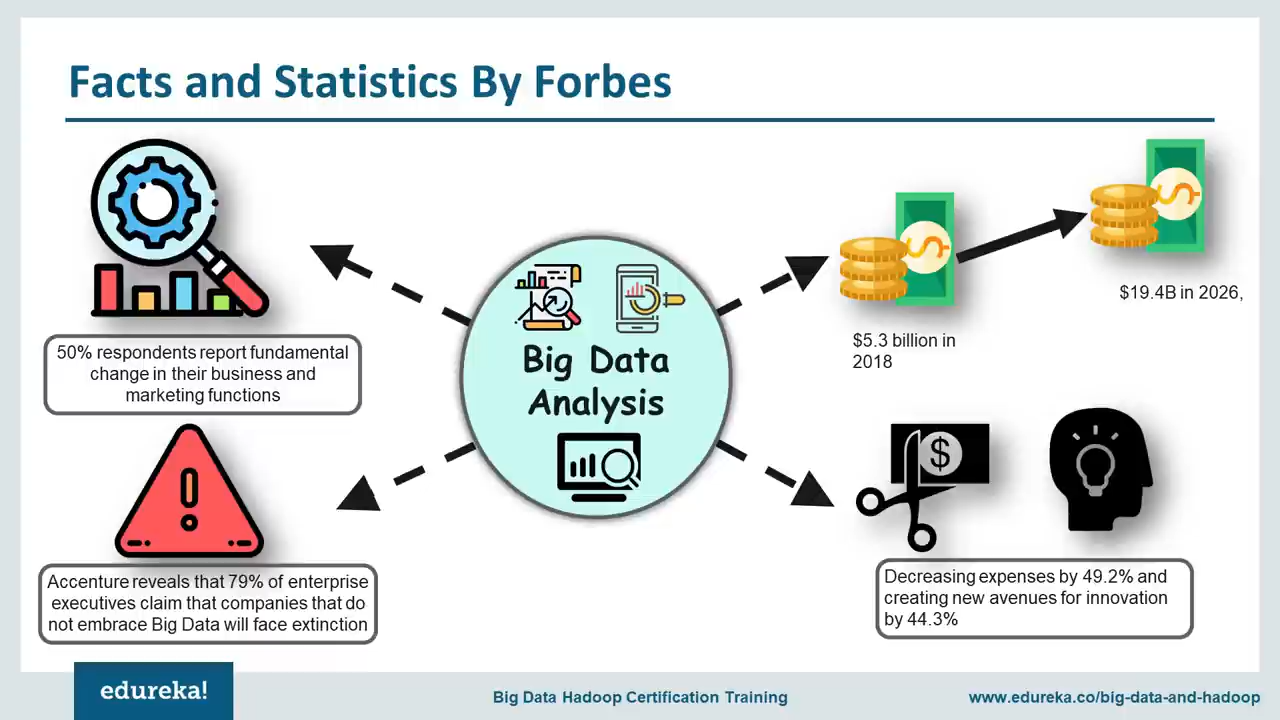 Facts and Statistics By Forbes
50% respondents report fundamental
change in their business and
marketing functions
Big Data
Analysis
$5.3 billion in
2018
$19.4B in 2026,
$
Accenture reveals that 79% of enterprise
executives claim that companies that do
not embrace Big Data will face extinction
Decreasing expenses by 49.2% and
creating new avenues for innovation
by 44.3%
edureka!
Big Data Hadoop Certification Training
www.edureka.co/big-data-and-hadoop